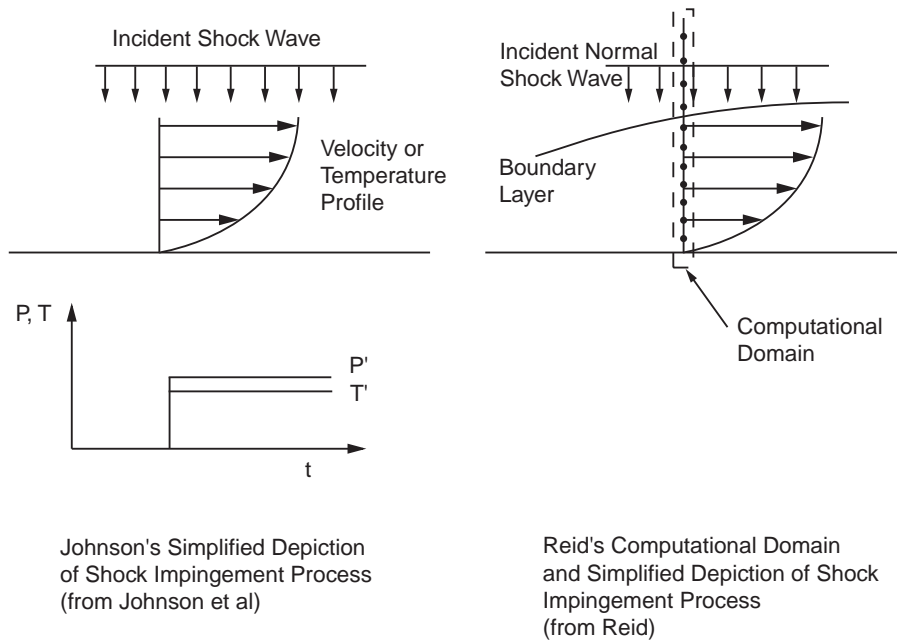 Incident Shock Wave
Velocity or
Temperature
Profile
P, T
P'
T'
t
Johnson's Simplified Depiction
of Shock Impingement Process
(from Johnson et al)
Incident Normal
Shock Wave
Boundary
Layer
Computational
Domain
Reid's Computational Domain
and Simplified Depiction of Shock
Impingement Process
(from Reid)